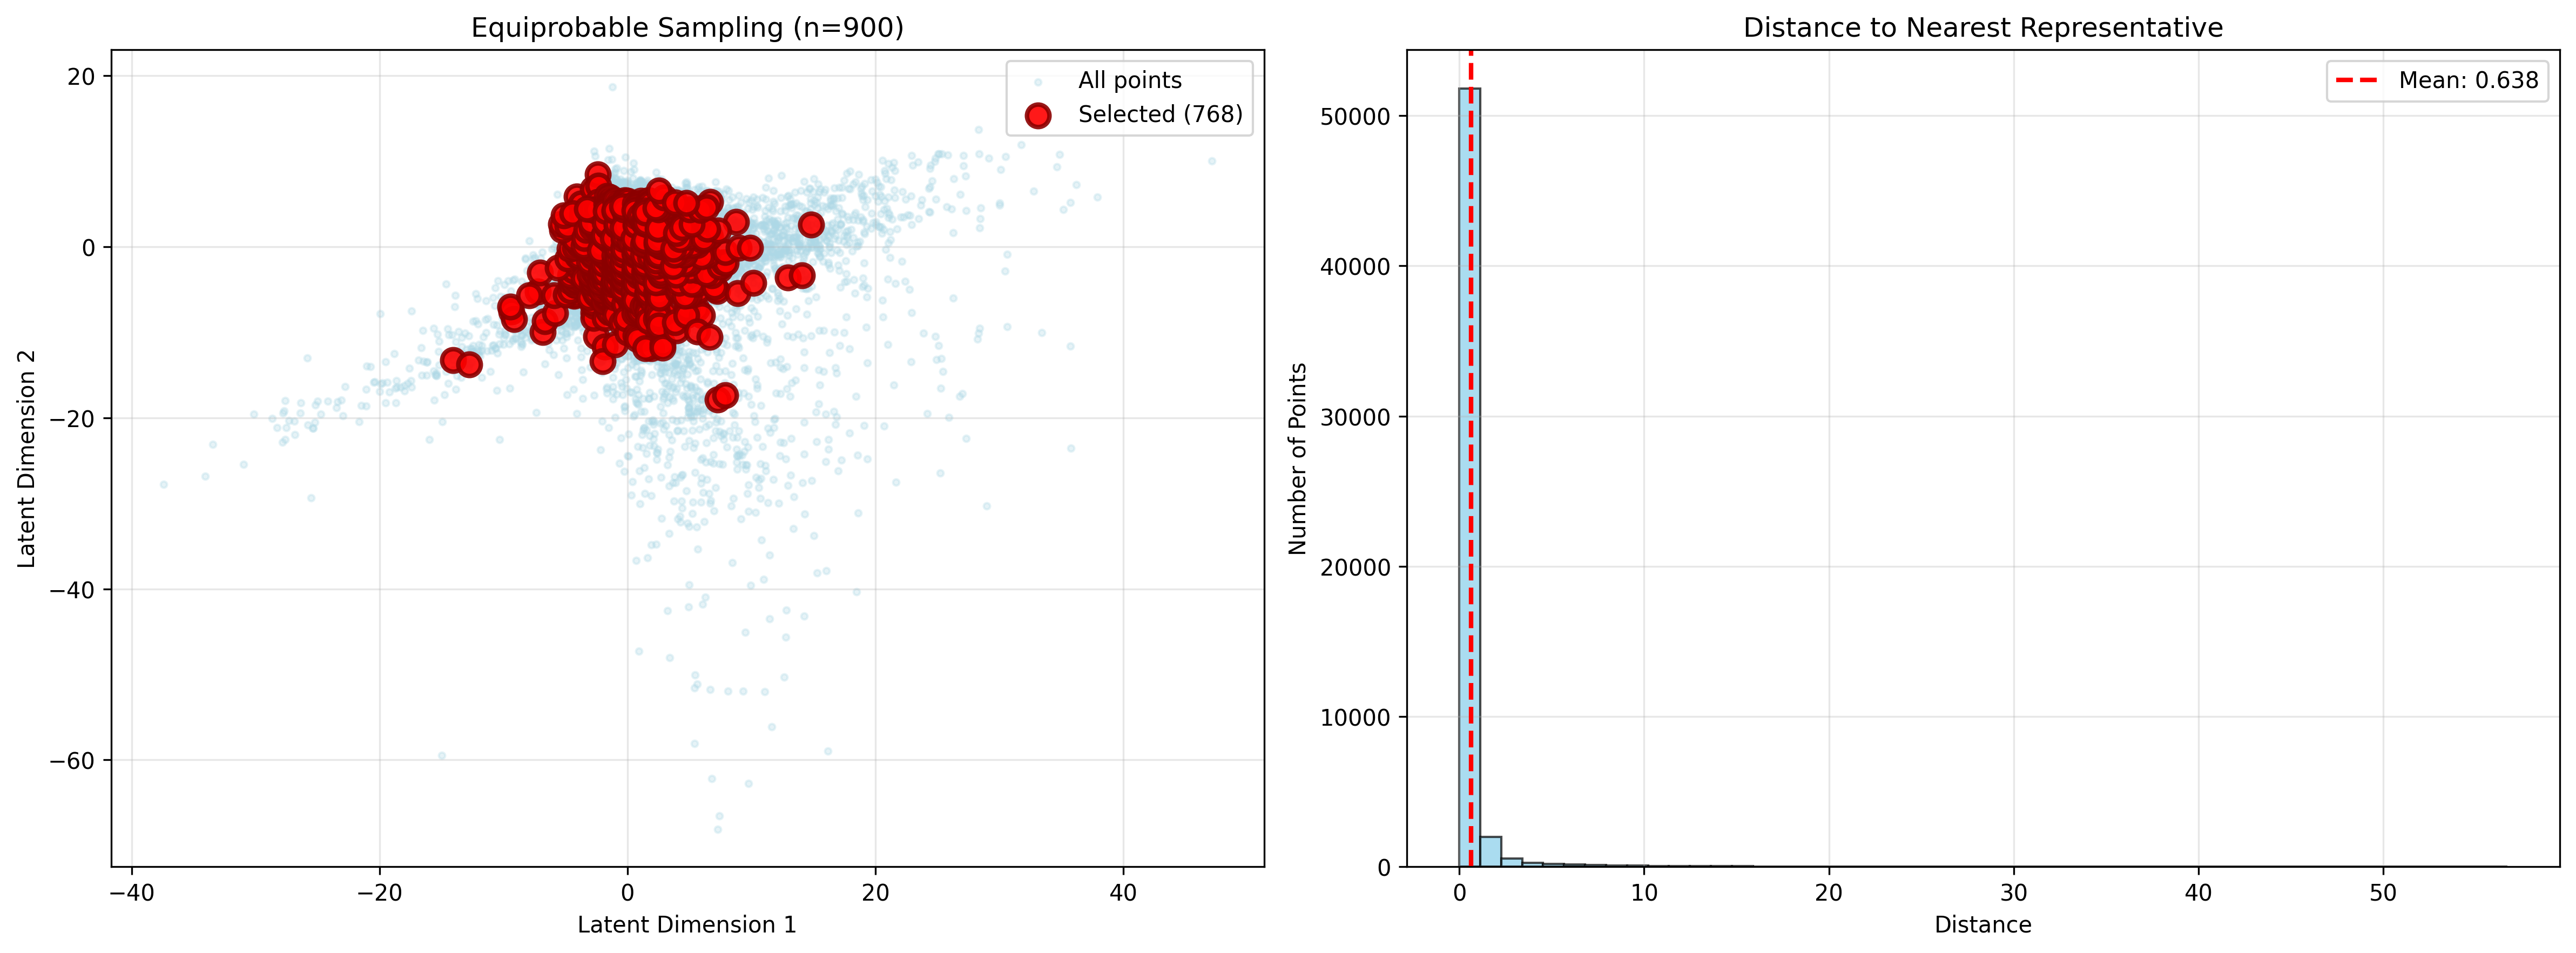 Equiprobable Sampling (n=900)
All points
Selected (768)
20
0
−20
−40
−60
Latent Dimension 2
−40
−20
0
20
40
Latent Dimension 1
Distance to Nearest Representative
Mean: 0.638
50000
40000
30000
20000
10000
0
Number of Points
0
10
20
30
40
50
Distance